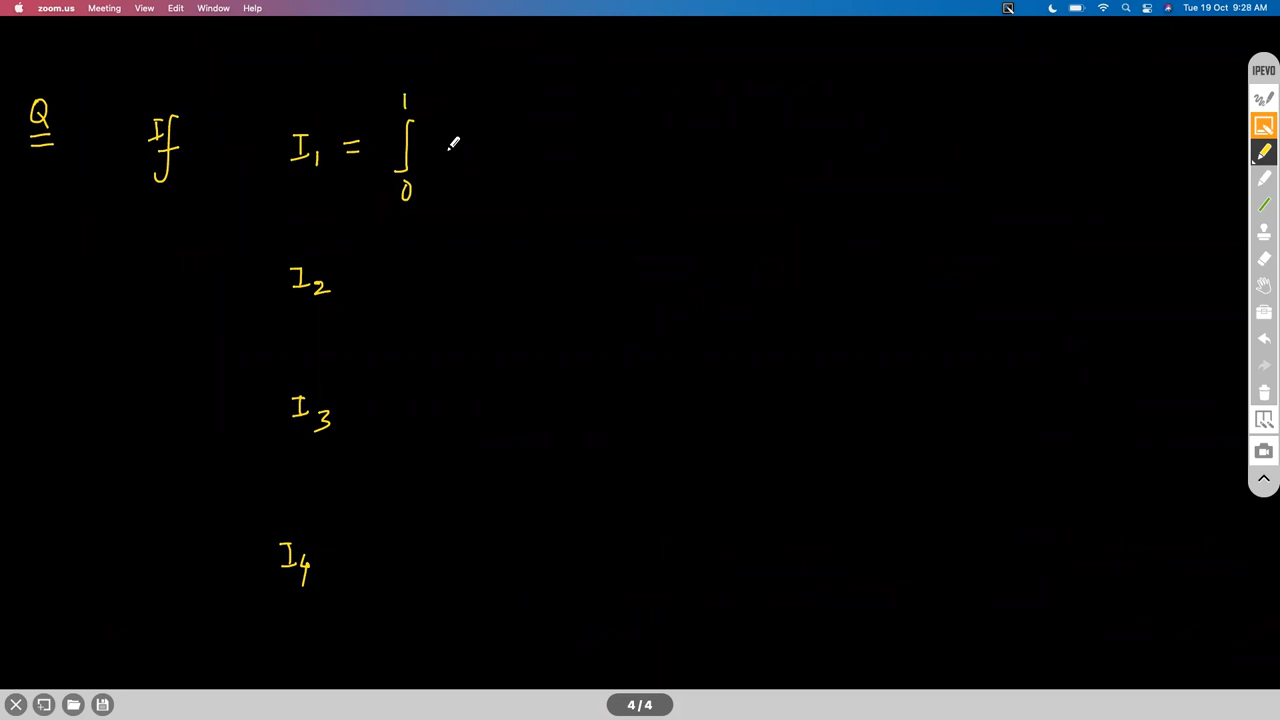 zoom.us Meeting View Edit Window Help Tue 19 Oct 9:28 AM
IPEVO
Q If I₁ = ∫₀¹
I₂
I₃
I₄
4/4